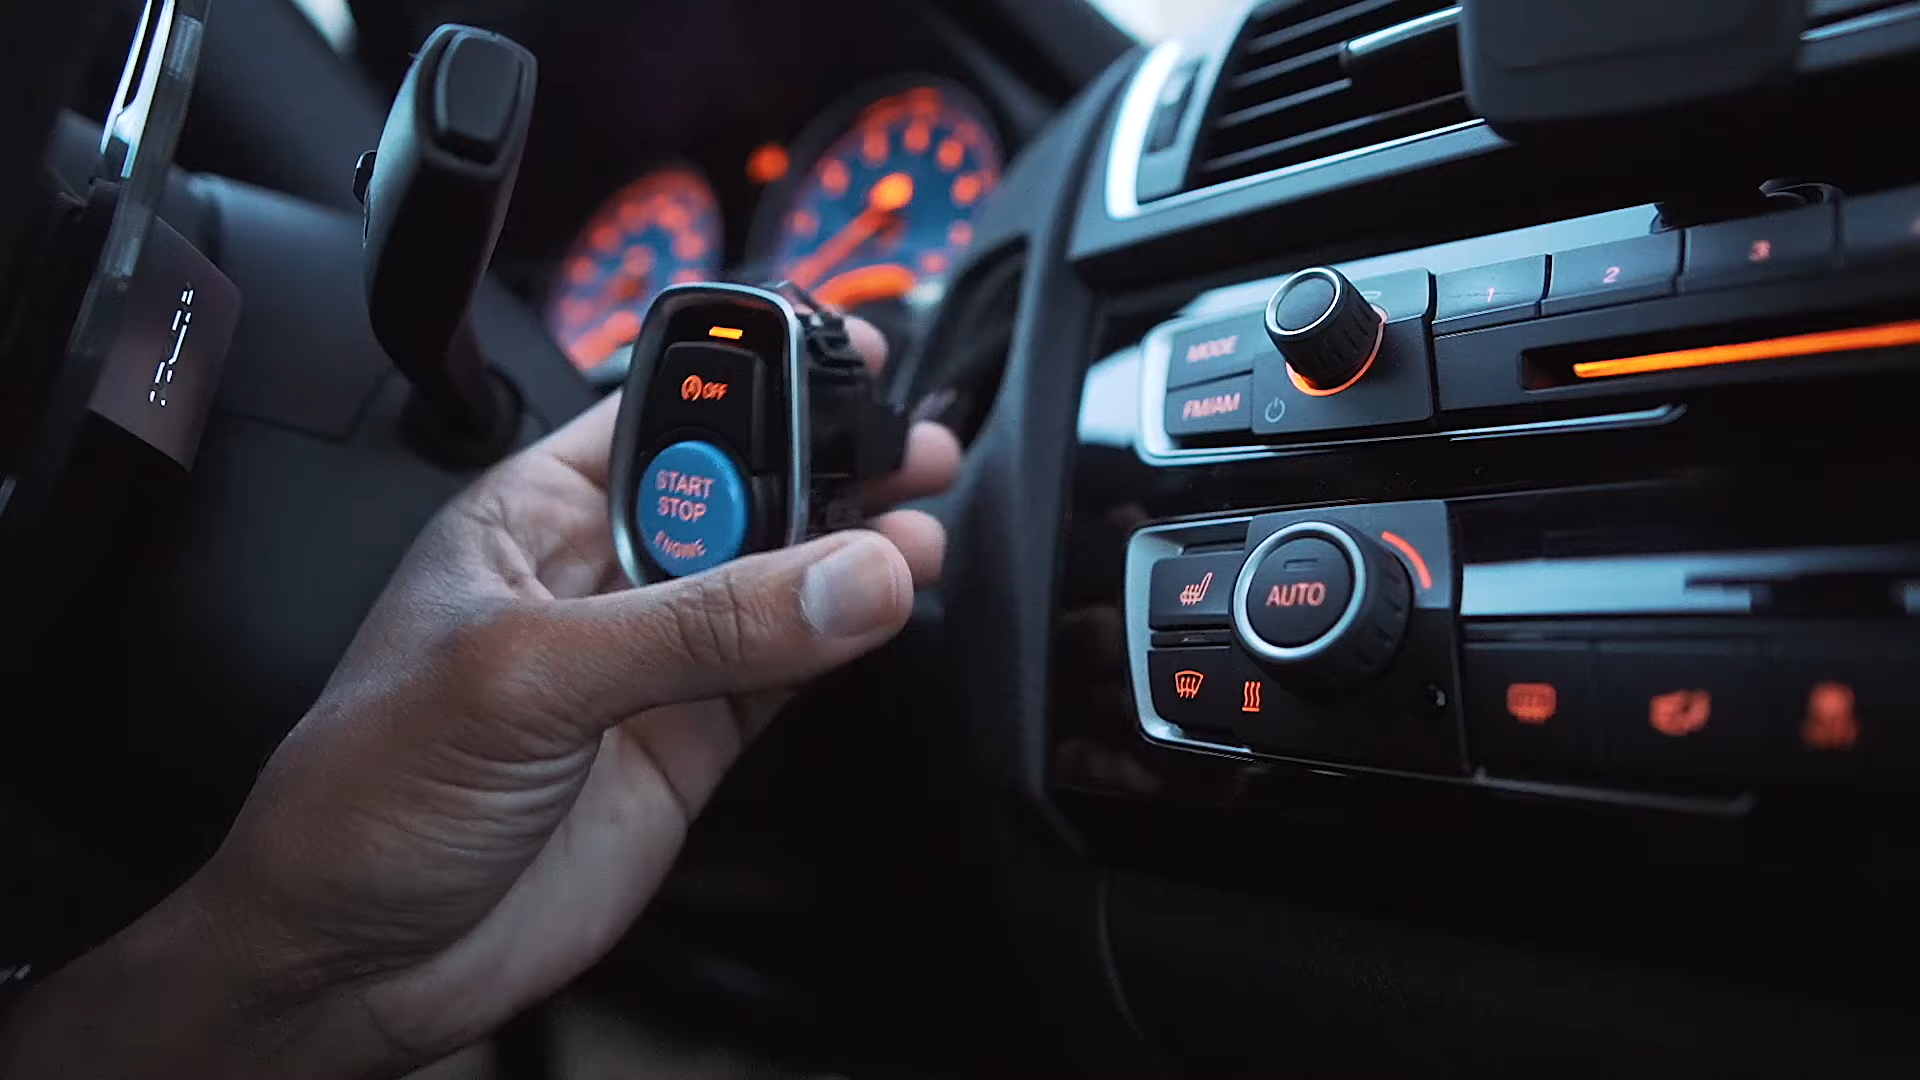 OFF
START
STOP
ENGINE
MODE
FM/AM
1
2
3
AUTO